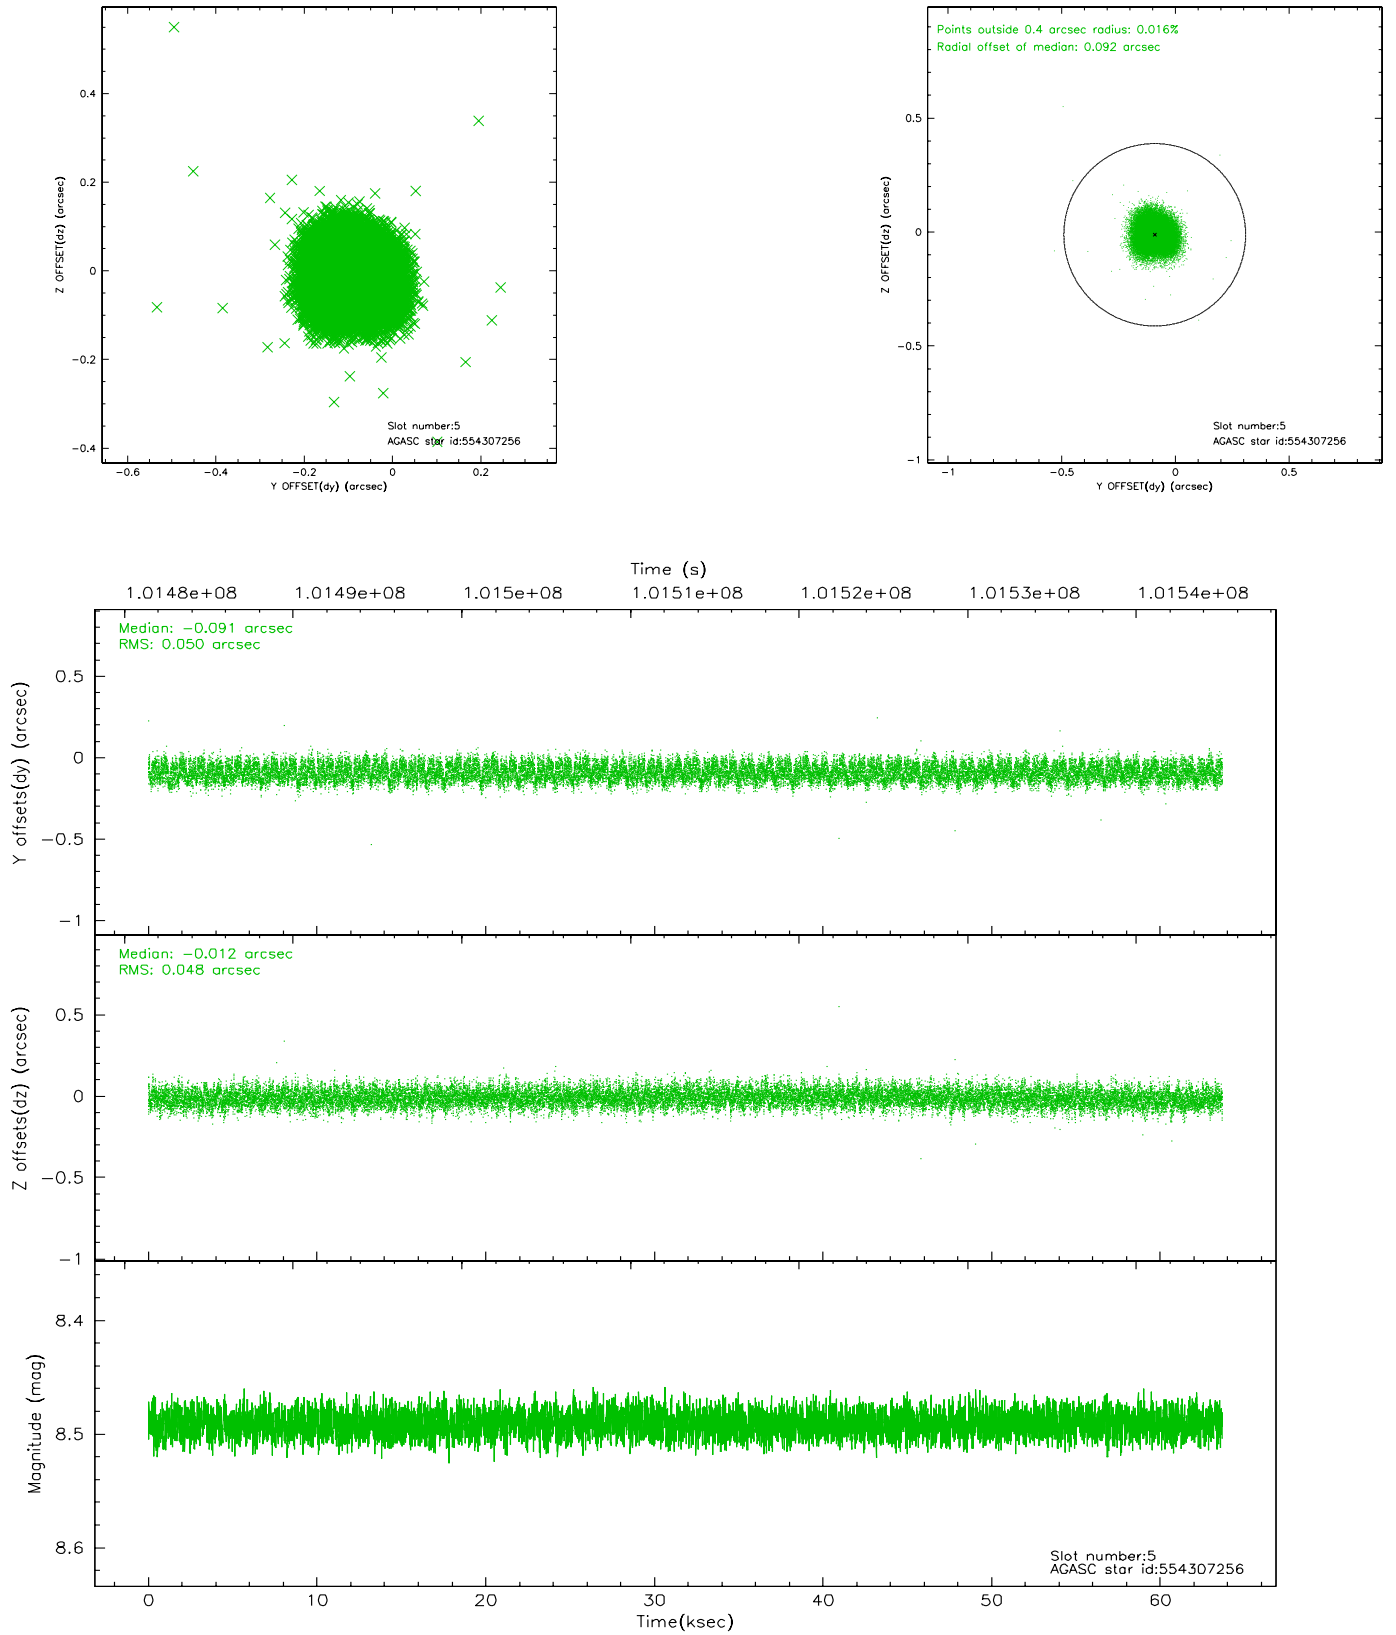 0.4
0.2
0
−0.2
−0.4
Z OFFSET(dz) (arcsec)
−0.6
−0.4
−0.2
0
0.2
Y OFFSET(dy) (arcsec)
Slot number:5
AGASC star id:554307256
Points outside 0.4 arcsec radius: 0.016%
Radial offset of median: 0.092 arcsec
0.5
0
−0.5
−1
Z OFFSET(dz) (arcsec)
−1
−0.5
0
0.5
Y OFFSET(dy) (arcsec)
Slot number:5
AGASC star id:554307256
Time (s)
1.0148e+08
1.0149e+08
1.015e+08
1.0151e+08
1.0152e+08
1.0153e+08
1.0154e+08
Median: −0.091 arcsec
RMS: 0.050 arcsec
0.5
0
−0.5
−1
Y offsets(dy) (arcsec)
Median: −0.012 arcsec
RMS: 0.048 arcsec
0.5
0
−0.5
−1
Z offsets(dz) (arcsec)
8.4
8.5
8.6
Magnitude (mag)
Slot number:5
AGASC star id:554307256
0
10
20
30
40
50
60
Time(ksec)